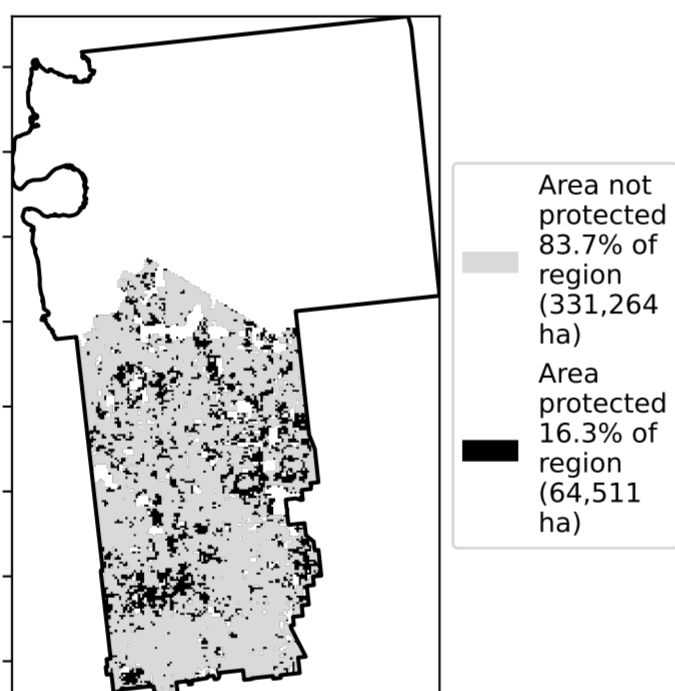 Area not
protected
83.7% of
region
(331,264
ha)
Area
protected
16.3% of
region
(64,511
ha)